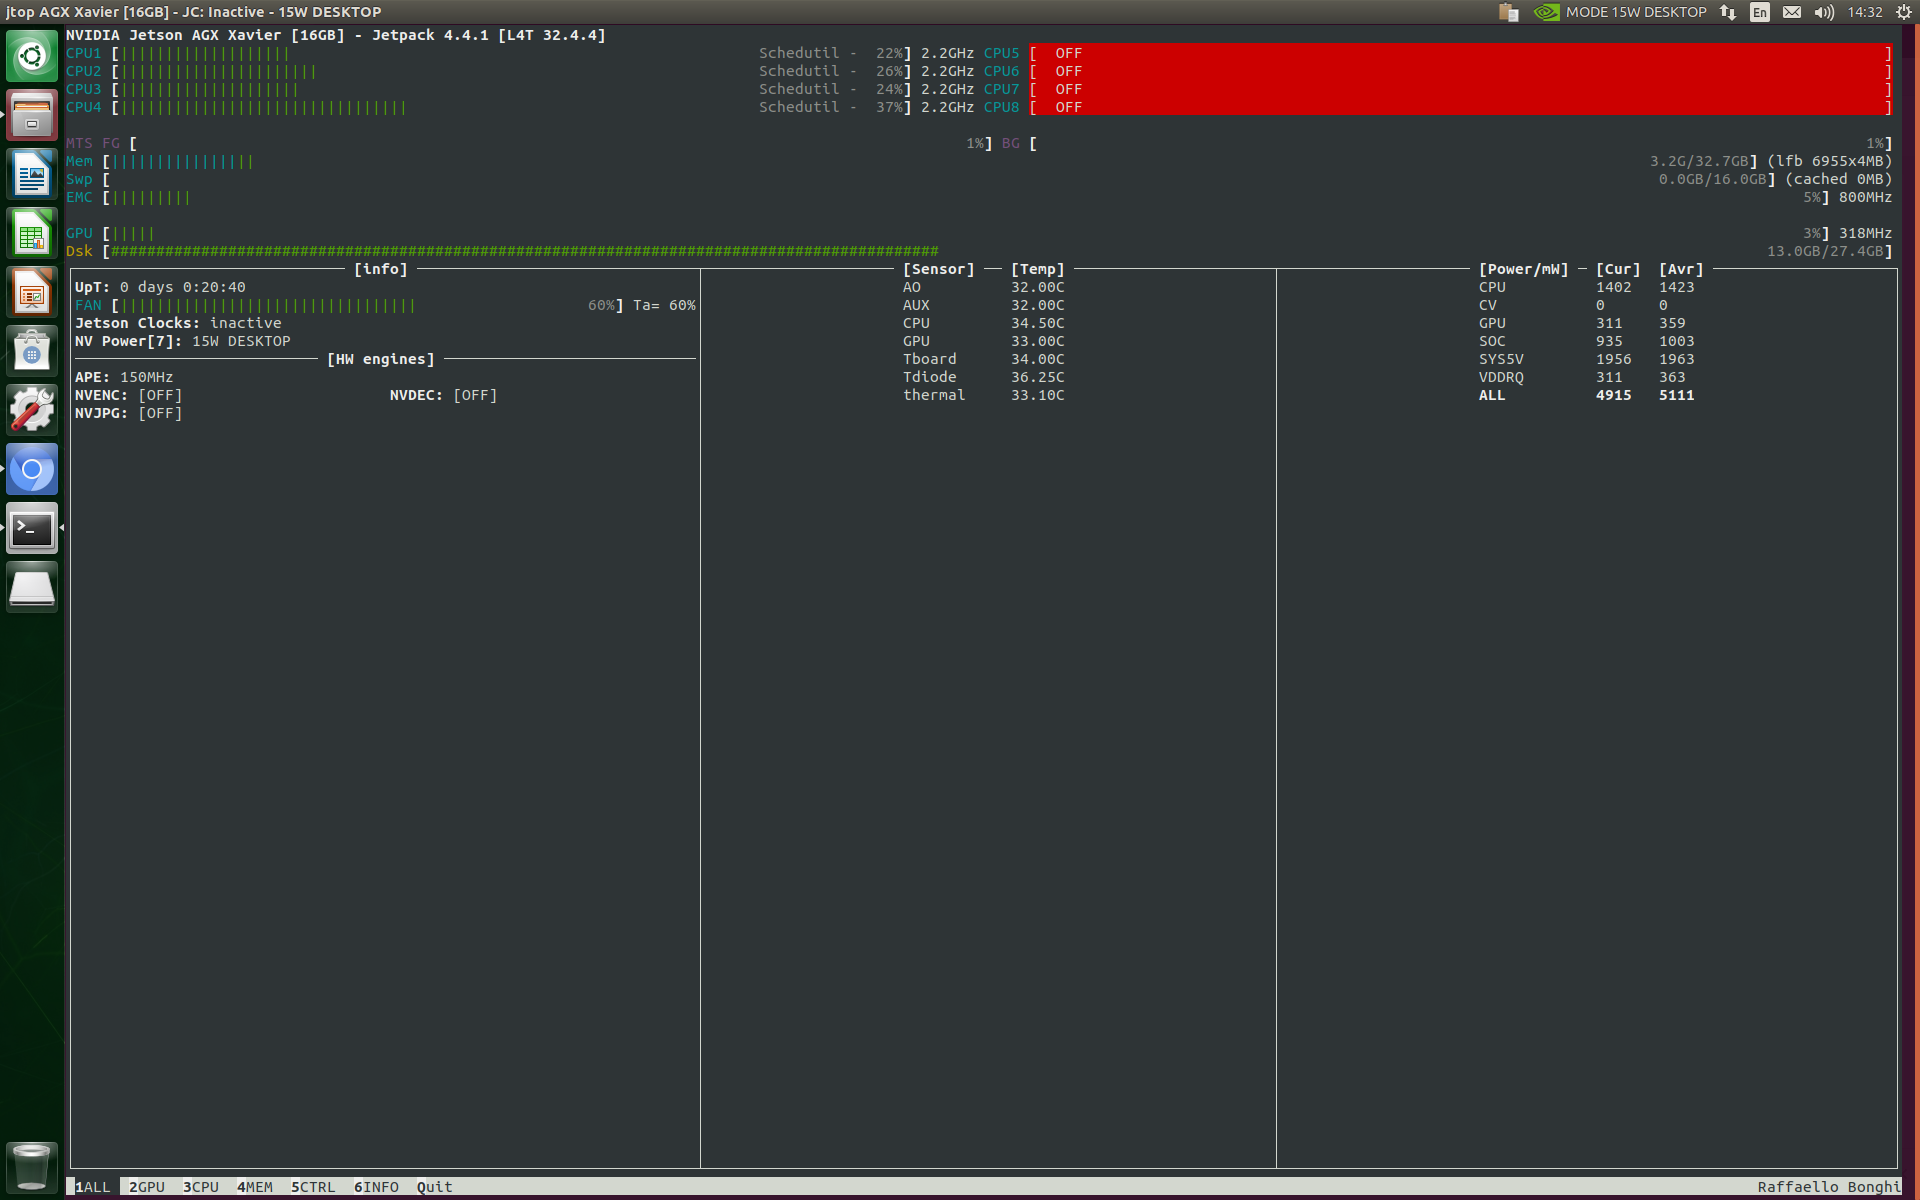 jtop AGX Xavier [16GB] - JC: Inactive - 15W DESKTOP MODE 15W DESKTOP En 14:32
NVIDIA Jetson AGX Xavier [16GB] - Jetpack 4.4.1 [L4T 32.4.4]
CPU1 [||||||||||||||||||| Schedutil - 22%] 2.2GHz CPU5 [ OFF ]
CPU2 [|||||||||||||||||||||| Schedutil - 26%] 2.2GHz CPU6 [ OFF ]
CPU3 [|||||||||||||||||||| Schedutil - 24%] 2.2GHz CPU7 [ OFF ]
CPU4 [|||||||||||||||||||||||||||||||| Schedutil - 37%] 2.2GHz CPU8 [ OFF ]
MTS FG [ 1%] BG [ 1%]
Mem [|||||||||||||||| 3.2G/32.7GB] (lfb 6955x4MB)
Swp [ 0.0GB/16.0GB] (cached 0MB)
EMC [||||||||| 5%] 800MHz
GPU [||||| 3%] 318MHz
Dsk [############################################################################################ 13.0GB/27.4GB]
[info] [Sensor] [Temp] [Power/mW] [Cur] [Avr]
UpT: 0 days 0:20:40 AO 32.00C CPU 1402 1423
FAN [||||||||||||||||||||||||||||||||| 60%] Ta= 60% AUX 32.00C CV 0 0
Jetson Clocks: inactive CPU 34.50C GPU 311 359
NV Power[7]: 15W DESKTOP GPU 33.00C SOC 935 1003
[HW engines] Tboard 34.00C SYS5V 1956 1963
APE: 150MHz Tdiode 36.25C VDDRQ 311 363
NVENC: [OFF] NVDEC: [OFF] thermal 33.10C ALL 4915 5111
NVJPG: [OFF]
1ALL 2GPU 3CPU 4MEM 5CTRL 6INFO Quit Raffaello Bonghi